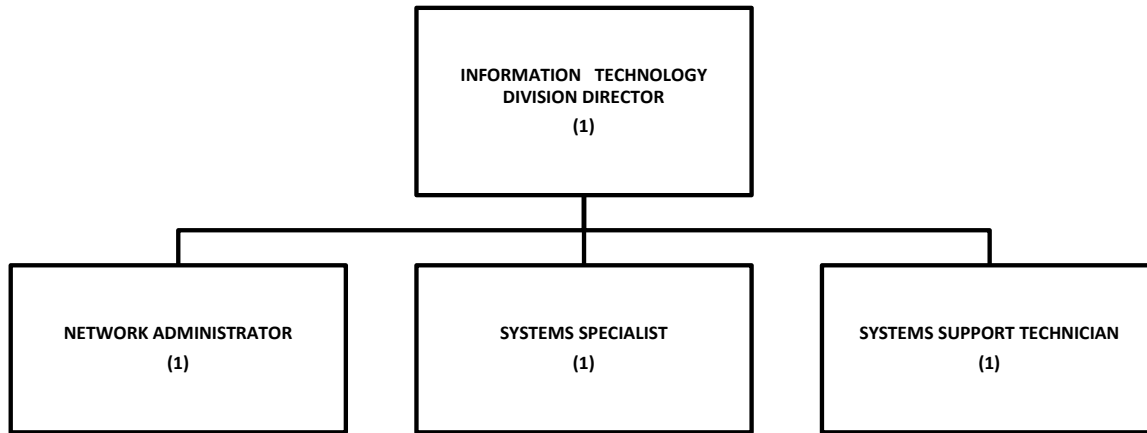 INFORMATION TECHNOLOGY
DIVISION DIRECTOR
(1)
NETWORK ADMINISTRATOR
(1)
SYSTEMS SPECIALIST
(1)
SYSTEMS SUPPORT TECHNICIAN
(1)